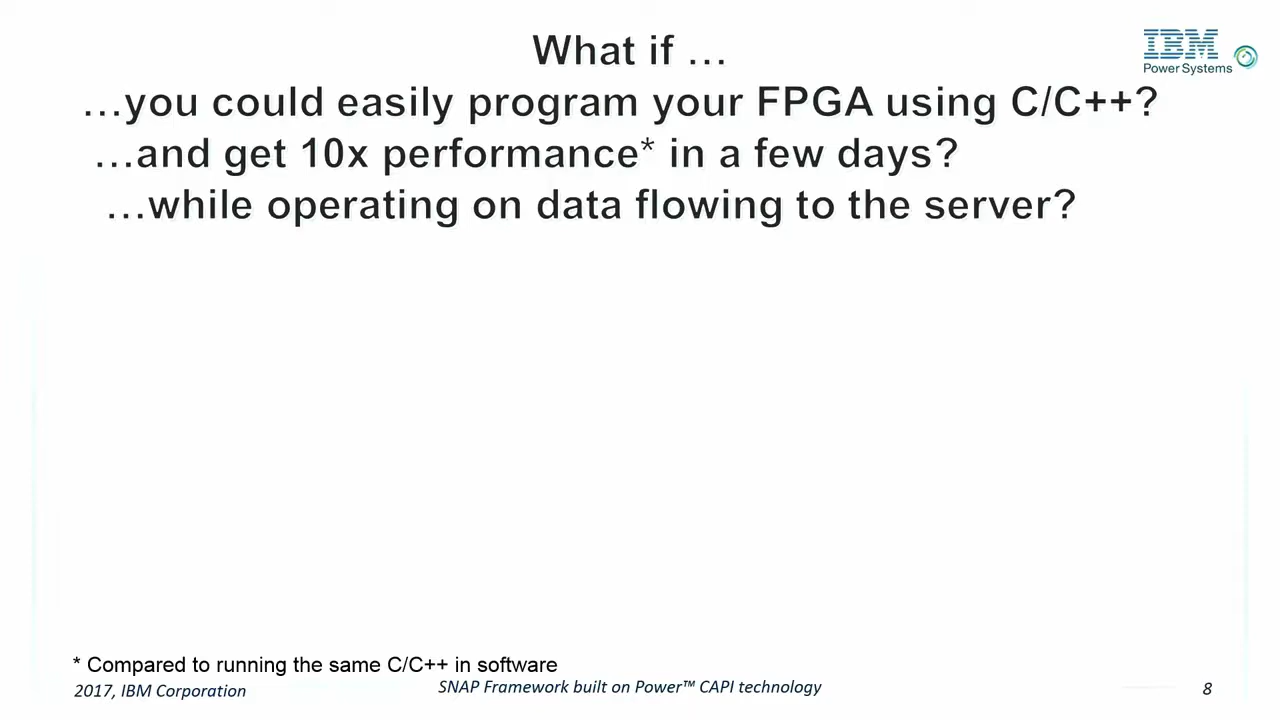 What if …
IBM
Power Systems
…you could easily program your FPGA using C/C++?
…and get 10x performance* in a few days?
…while operating on data flowing to the server?
* Compared to running the same C/C++ in software
2017, IBM Corporation
SNAP Framework built on Power™ CAPI technology
8